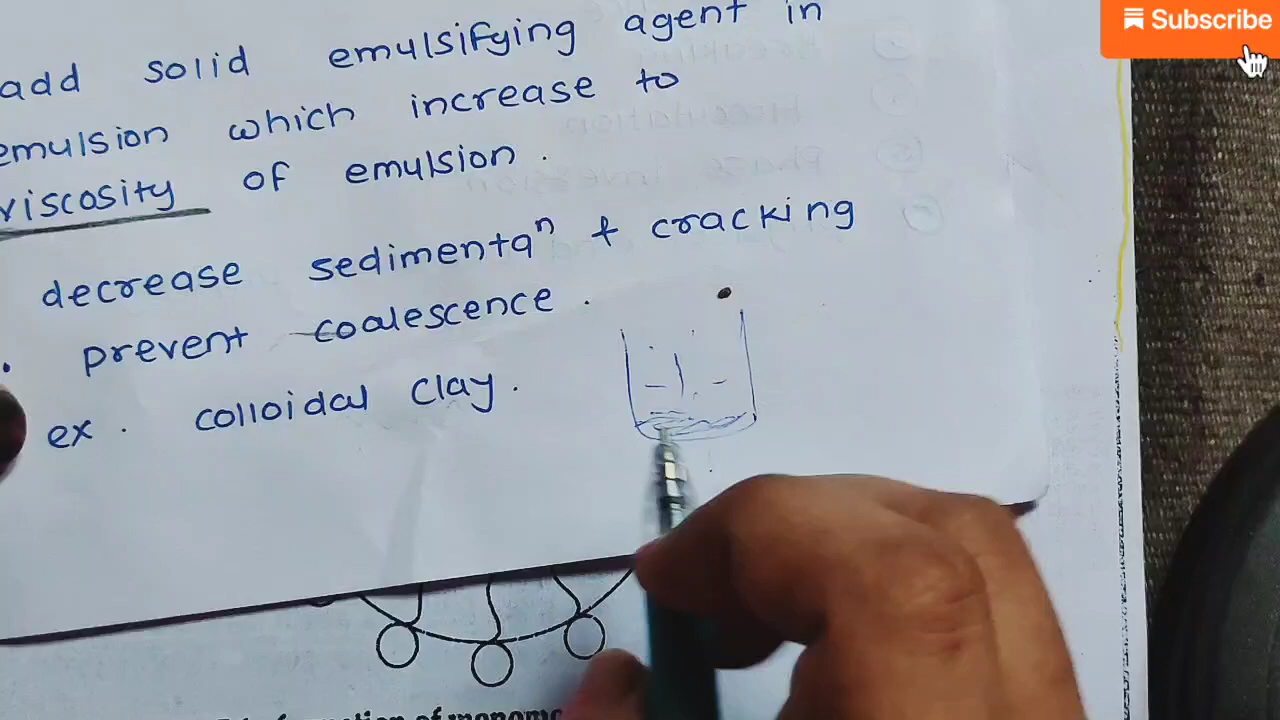 Subscribe
add solid emulsifying agent in
emulsion which increase to
viscosity of emulsion.
decrease sedimentaⁿ + cracking
. prevent coalescence.
ex. colloidal clay.